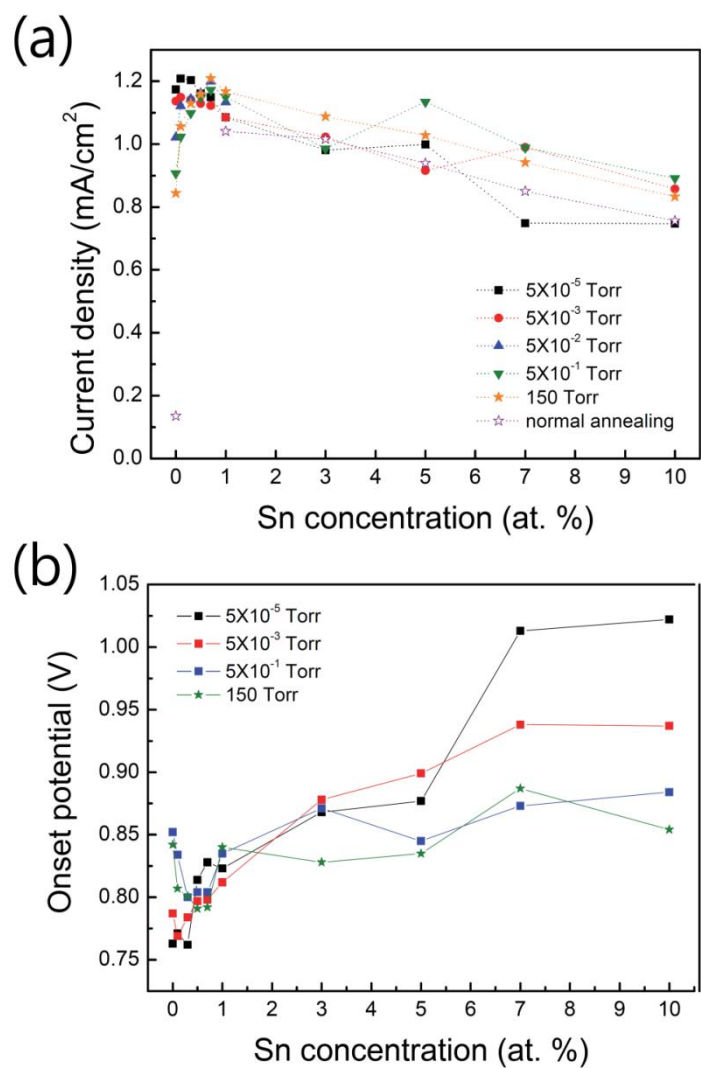 (a)
Current density (mA/cm²)
1.2
1.0
0.8
0.6
0.4
0.2
0.0
5X10⁻⁵ Torr
5X10⁻³ Torr
5X10⁻² Torr
5X10⁻¹ Torr
150 Torr
normal annealing
0 1 2 3 4 5 6 7 8 9 10
Sn concentration (at. %)
(b)
Onset potential (V)
1.05
1.00
0.95
0.90
0.85
0.80
0.75
5X10⁻⁵ Torr
5X10⁻³ Torr
5X10⁻¹ Torr
150 Torr
0 1 2 3 4 5 6 7 8 9 10
Sn concentration (at. %)